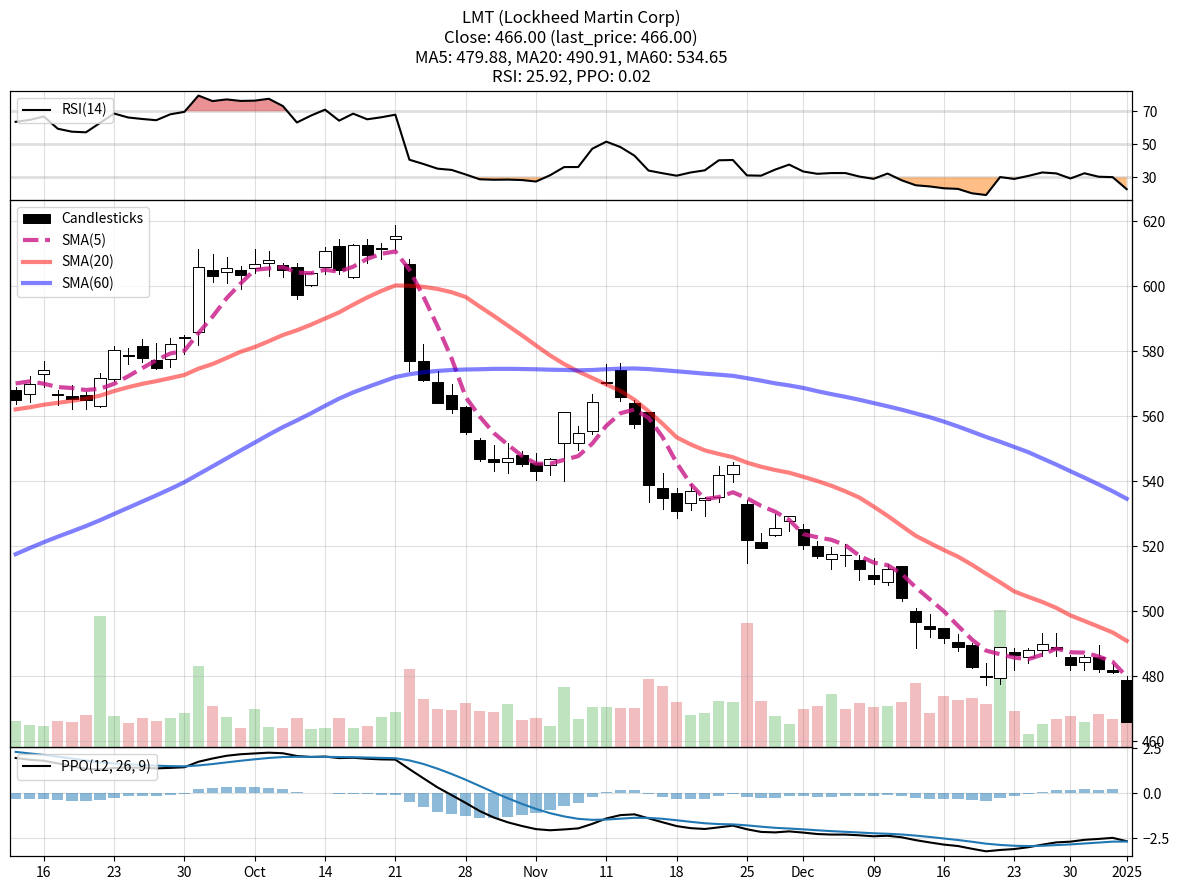 LMT (Lockheed Martin Corp)
Close: 466.00 (last_price: 466.00)
MA5: 479.88, MA20: 490.91, MA60: 534.65
RSI: 25.92, PPO: 0.02
RSI(14)
70
50
30
Candlesticks
SMA(5)
SMA(20)
SMA(60)
620
600
580
560
540
520
500
480
460
PPO(12, 26, 9)
2.5
0.0
−2.5
16 23 30 Oct 14 21 28 Nov 11 18 25 Dec 09 16 23 30 2025